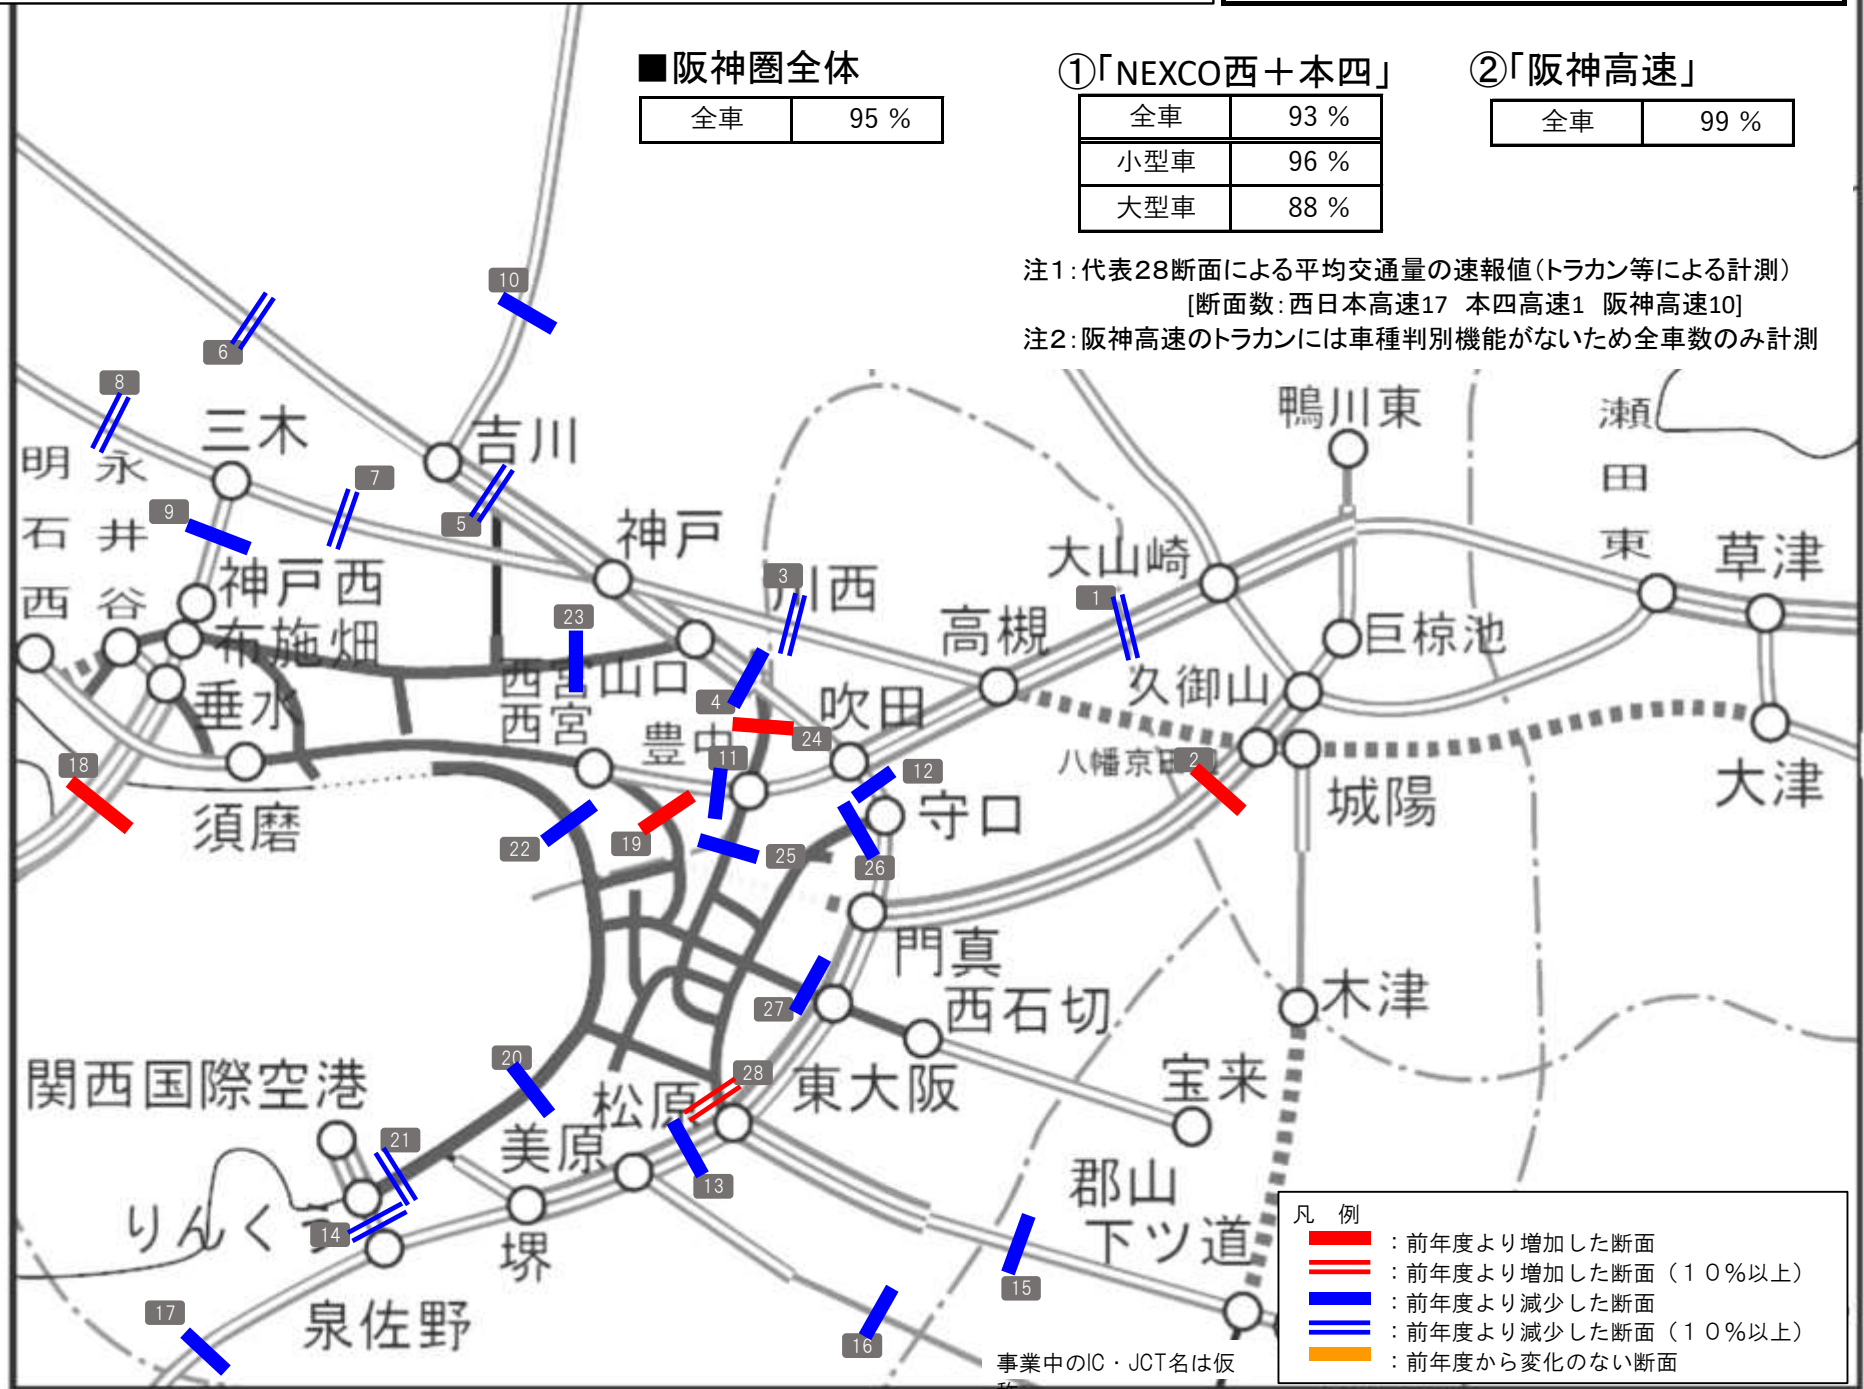 ■阪神圏全体
全車 95 %
①「NEXCO西＋本四」
全車 93 %
小型車 96 %
大型車 88 %
②「阪神高速」
全車 99 %
注1：代表28断面による平均交通量の速報値（トラカン等による計測）
[断面数：西日本高速17 本四高速1 阪神高速10]
注2：阪神高速のトラカンには車種判別機能がないため全車数のみ計測
10
6
8
三木
吉川
鴨川東
瀬田東
明石西
永井谷
7
9
5
神戸
大山崎
草津
神戸西
3
川西
1
高槻
布施畑
23
巨椋池
西宮山口
久御山
垂水
西宮
4
吹田
豊中
24
11
12
八幡京田
2
18
須磨
守口
城陽
大津
22
19
25
26
門真
27
西石切
木津
関西国際空港
20
松原
28
東大阪
宝来
21
美原
13
郡山
下ツ道
りんくう
14
堺
15
17
泉佐野
16
事業中のIC・JCT名は仮
凡 例
：前年度より増加した断面
：前年度より増加した断面（１０%以上）
：前年度より減少した断面
：前年度より減少した断面（１０%以上）
：前年度から変化のない断面